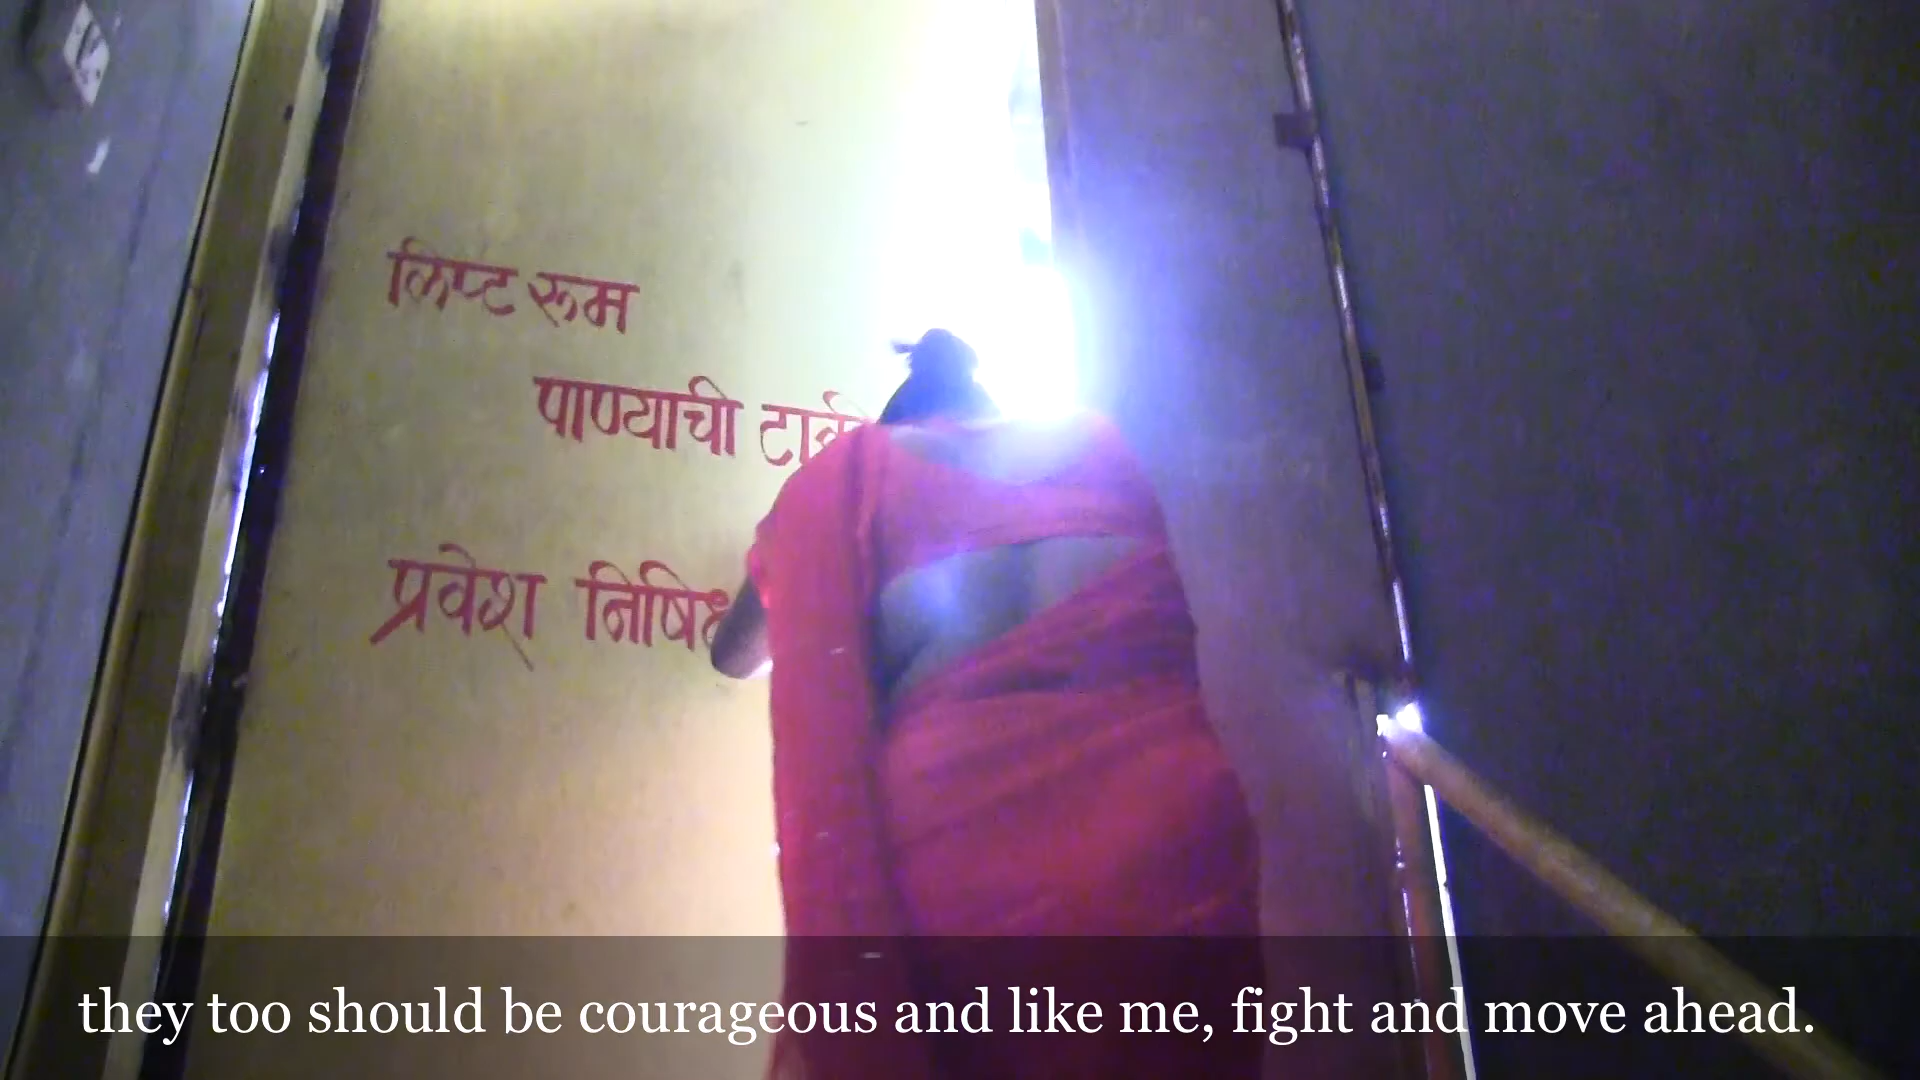 लिप्ट रूम
पाण्याची
प्रवेश निषिध
they too should be courageous and like me, fight and move ahead.